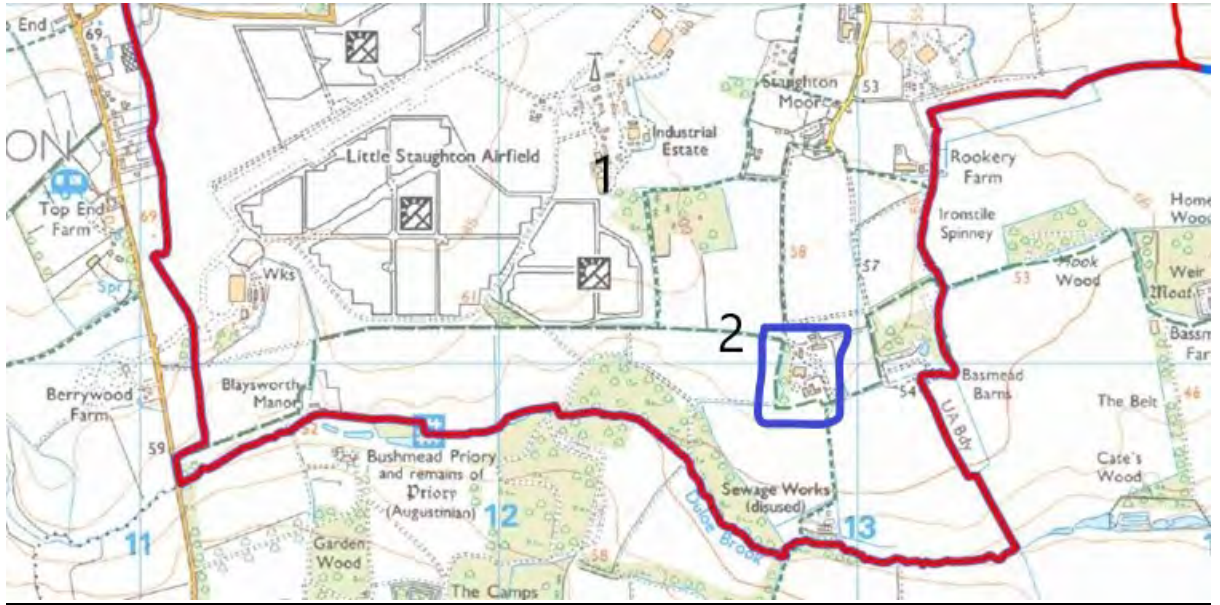 p End
69
ON
Top End
Farm
Spr
69
Wks
Little Staughton Airfield
1
Industrial
Estate
Staughton
Moor
53
55
Rookery
Farm
Ironstile
Spinney
58
57
60
61
Hook
Wood
53
Home
Wood
Weir
Moat
Bassm
Far
2
Blaysworth
Manor
Berrywood
Farm
59
52
Bushmead Priory
and remains of
Priory
(Augustinian)
12
11
Garden
Wood
The Camps
58
Duloe Brook
Sewage Works
(disused)
13
54
Basmead
Barns
UA Bdy
The Belt
46
Cate's
Wood